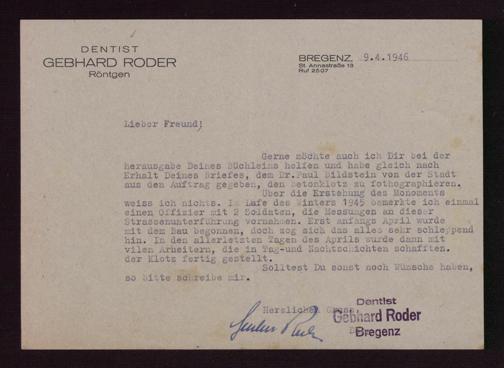 DENTIST
GEBHARD RODER
Röntgen
BREGENZ, 9.4.1946
St. Annastraße 13
Ruf 2507
Lieber Freund!
Gerne möchte auch ich Dir bei der
herausgabe Deines Büchleins helfen und habe gleich nach
Erhalt Deines Briefes, dem Dr.Paul Bildstein von der Stadt
aus den Auftrag gegeben, den Betonklotz zu fothographieren.
Über die Erstehung des Monoments
weiss ich nichts. Im Lafe des Winters 1945 bemerkte ich einmal
einen Offizier mit 2 Soldaten, die Messungen an dieser
Strassenunterführung vornahmen. Erst anfangs April wurde
mit dem Bau begonnen, doch zog sich das alles sehr schleppend
hin. In den allerletzten Tagen des Aprils wurde dann mit
vilen Arbeitern, die in Tag-und Nachtschichten schafften.
der Klotz fertig gestellt.
Solltest Du sonst noch Wünsche haben,
so bitte schreibe mir.
Herzlichen Gruss,
Dentist
Gebhard Roder
Bregenz